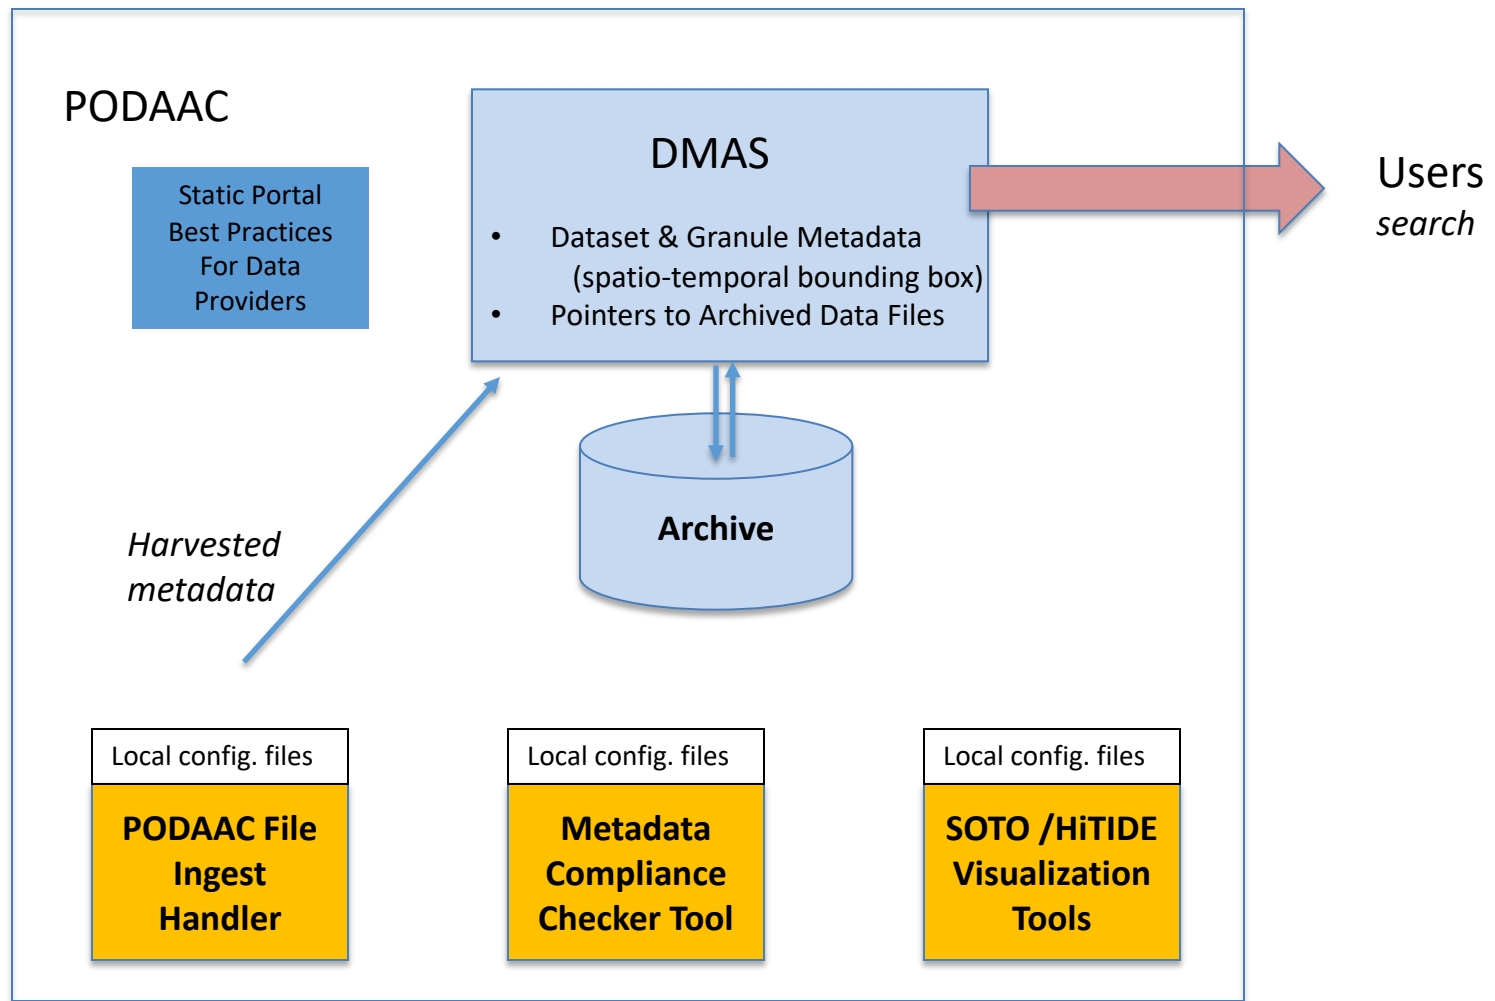 PODAAC
Static Portal
Best Practices
For Data
Providers
DMAS
• Dataset & Granule Metadata
(spatio-temporal bounding box)
• Pointers to Archived Data Files
Users
search
Archive
Harvested
metadata
Local config. files
PODAAC File
Ingest
Handler
Local config. files
Metadata
Compliance
Checker Tool
Local config. files
SOTO /HiTIDE
Visualization
Tools